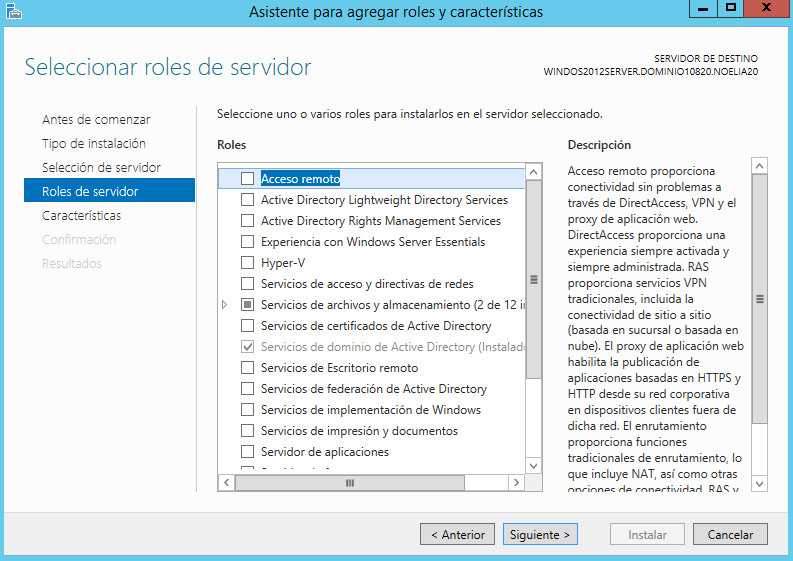 Asistente para agregar roles y características
Seleccionar roles de servidor
SERVIDOR DE DESTINO
WINDOS2012SERVER.DOMINIO10820.NOELIA20
Antes de comenzar
Tipo de instalación
Selección de servidor
Roles de servidor
Características
Confirmación
Resultados
Seleccione uno o varios roles para instalarlos en el servidor seleccionado.
Roles
Acceso remoto
Active Directory Lightweight Directory Services
Active Directory Rights Management Services
Experiencia con Windows Server Essentials
Hyper-V
Servicios de acceso y directivas de redes
Servicios de archivos y almacenamiento (2 de 12 in
Servicios de certificados de Active Directory
Servicios de dominio de Active Directory (Instalado
Servicios de Escritorio remoto
Servicios de federación de Active Directory
Servicios de implementación de Windows
Servicios de impresión y documentos
Servidor de aplicaciones
Descripción
Acceso remoto proporciona
conectividad sin problemas a
través de DirectAccess, VPN y el
proxy de aplicación web.
DirectAccess proporciona una
experiencia siempre activada y
siempre administrada. RAS
proporciona servicios VPN
tradicionales, incluida la
conectividad de sitio a sitio
(basada en sucursal o basada en
nube). El proxy de aplicación web
habilita la publicación de
aplicaciones basadas en HTTPS y
HTTP desde su red corporativa
en dispositivos clientes fuera de
dicha red. El enrutamiento
proporciona funciones
tradicionales de enrutamiento, lo
que incluye NAT, así como otras
opciones de conectividad. RAS y
< Anterior
Siguiente >
Instalar
Cancelar